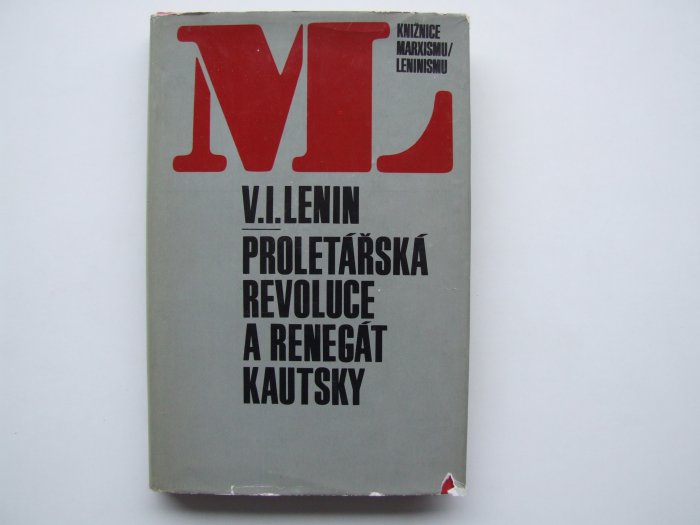 ML
KNIŽNICE
MARXISMU/
LENINISMU
V.I.LENIN
PROLETÁŘSKÁ
REVOLUCE
A RENEGÁT
KAUTSKY